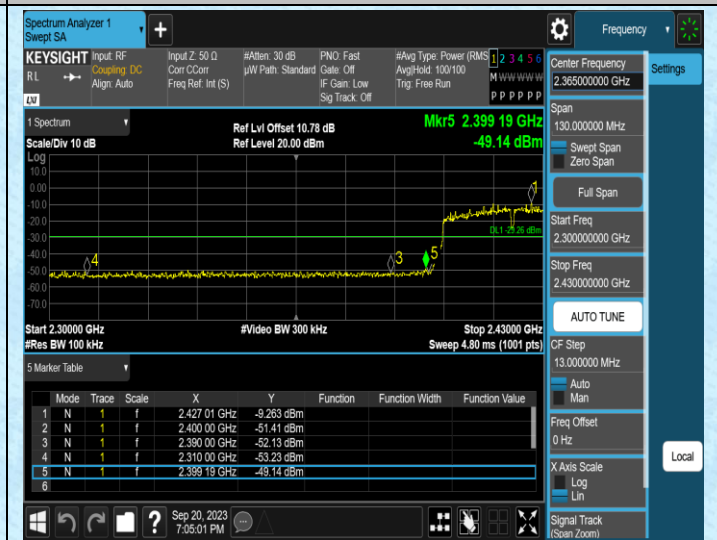 Spectrum Analyzer 1
Swept SA
Frequency
KEYSIGHT
RL
LXI
Input: RF
Coupling: DC
Align: Auto
Input Z: 50 Ω
Corr CCorr
Freq Ref: Int (S)
#Atten: 30 dB
µW Path: Standard
PNO: Fast
Gate: Off
IF Gain: Low
Sig Track: Off
#Avg Type: Power (RMS
Avg|Hold: 100/100
Trig: Free Run
1 2 3 4 5 6
M W W W W W
P P P P P P
1 Spectrum
Scale/Div 10 dB
Ref Lvl Offset 10.78 dB
Ref Level 20.00 dBm
Mkr5 2.399 19 GHz
-49.14 dBm
Log
10.0
0.00
-10.0
-20.0
-30.0
-40.0
-50.0
-60.0
-70.0
1
4
3
5
Start 2.30000 GHz
#Res BW 100 kHz
#Video BW 300 kHz
Stop 2.43000 GHz
Sweep 4.80 ms (1001 pts)
5 Marker Table
Mode Trace Scale X Y Function Function Width Function Value
1 N 1 f 2.427 01 GHz -9.263 dBm
2 N 1 f 2.400 00 GHz -51.41 dBm
3 N 1 f 2.390 00 GHz -52.13 dBm
4 N 1 f 2.310 00 GHz -53.23 dBm
5 N 1 f 2.399 19 GHz -49.14 dBm
6
Sep 20, 2023
7:05:01 PM
Center Frequency
2.365000000 GHz
Settings
Span
130.000000 MHz
Swept Span
Zero Span
Full Span
Start Freq
2.300000000 GHz
Stop Freq
2.430000000 GHz
AUTO TUNE
CF Step
13.000000 MHz
Auto
Man
Freq Offset
0 Hz
Local
X Axis Scale
Log
Lin
Signal Track
(Span Zoom)